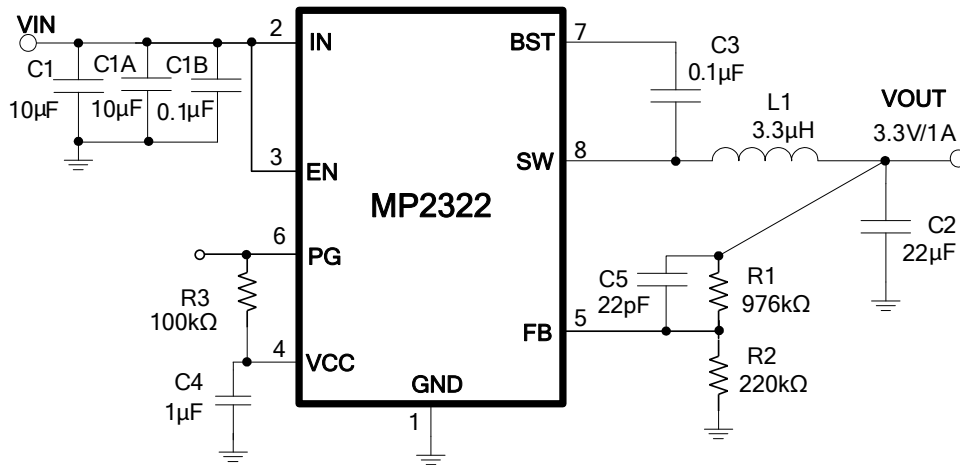 VIN
C1
10µF
C1A
10µF
C1B
0.1µF
2
IN
3
EN
6
PG
R3
100kΩ
4
VCC
C4
1µF
MP2322
GND
1
BST
7
C3
0.1µF
SW
8
L1
3.3µH
VOUT
3.3V/1A
C2
22µF
C5
22pF
R1
976kΩ
FB
5
R2
220kΩ